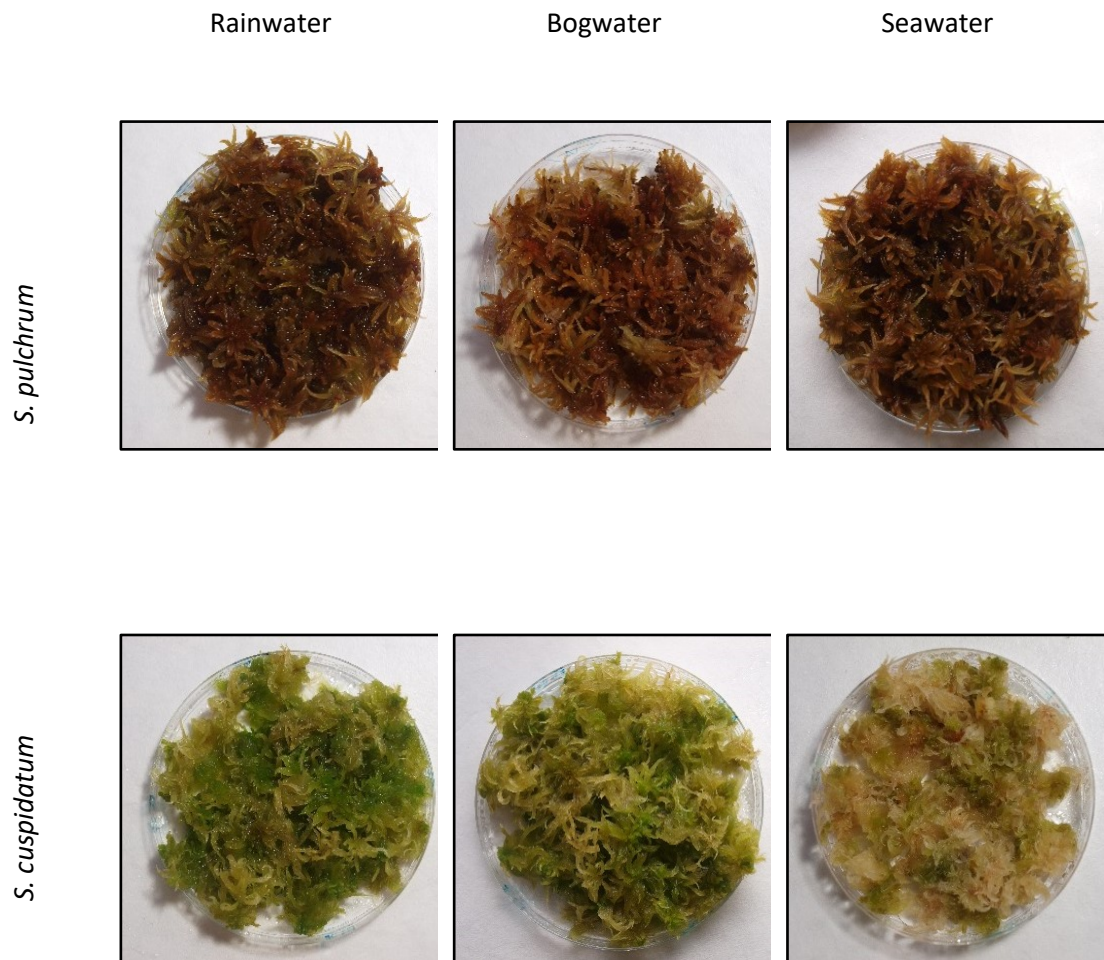 Rainwater
Bogwater
Seawater
S. pulchrum
S. cuspidatum